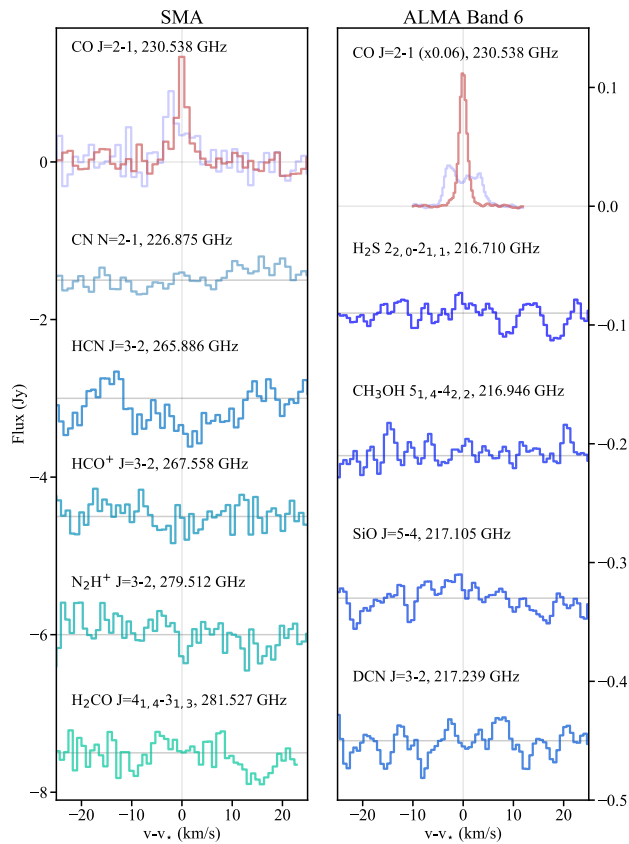 SMA
CO J=2-1, 230.538 GHz
0
CN N=2-1, 226.875 GHz
−2
HCN J=3-2, 265.886 GHz
Flux (Jy)
HCO⁺ J=3-2, 267.558 GHz
−4
N₂H⁺ J=3-2, 279.512 GHz
−6
H₂CO J=4₁,₄-3₁,₃, 281.527 GHz
−8
−20 −10 0 10 20
v-v⋆ (km/s)
ALMA Band 6
CO J=2-1 (x0.06), 230.538 GHz
0.1
0.0
H₂S 2₂,₀-2₁,₁, 216.710 GHz
−0.1
CH₃OH 5₁,₄-4₂,₂, 216.946 GHz
−0.2
SiO J=5-4, 217.105 GHz
−0.3
DCN J=3-2, 217.239 GHz
−0.4
−0.5
−20 −10 0 10 20
v-v⋆ (km/s)